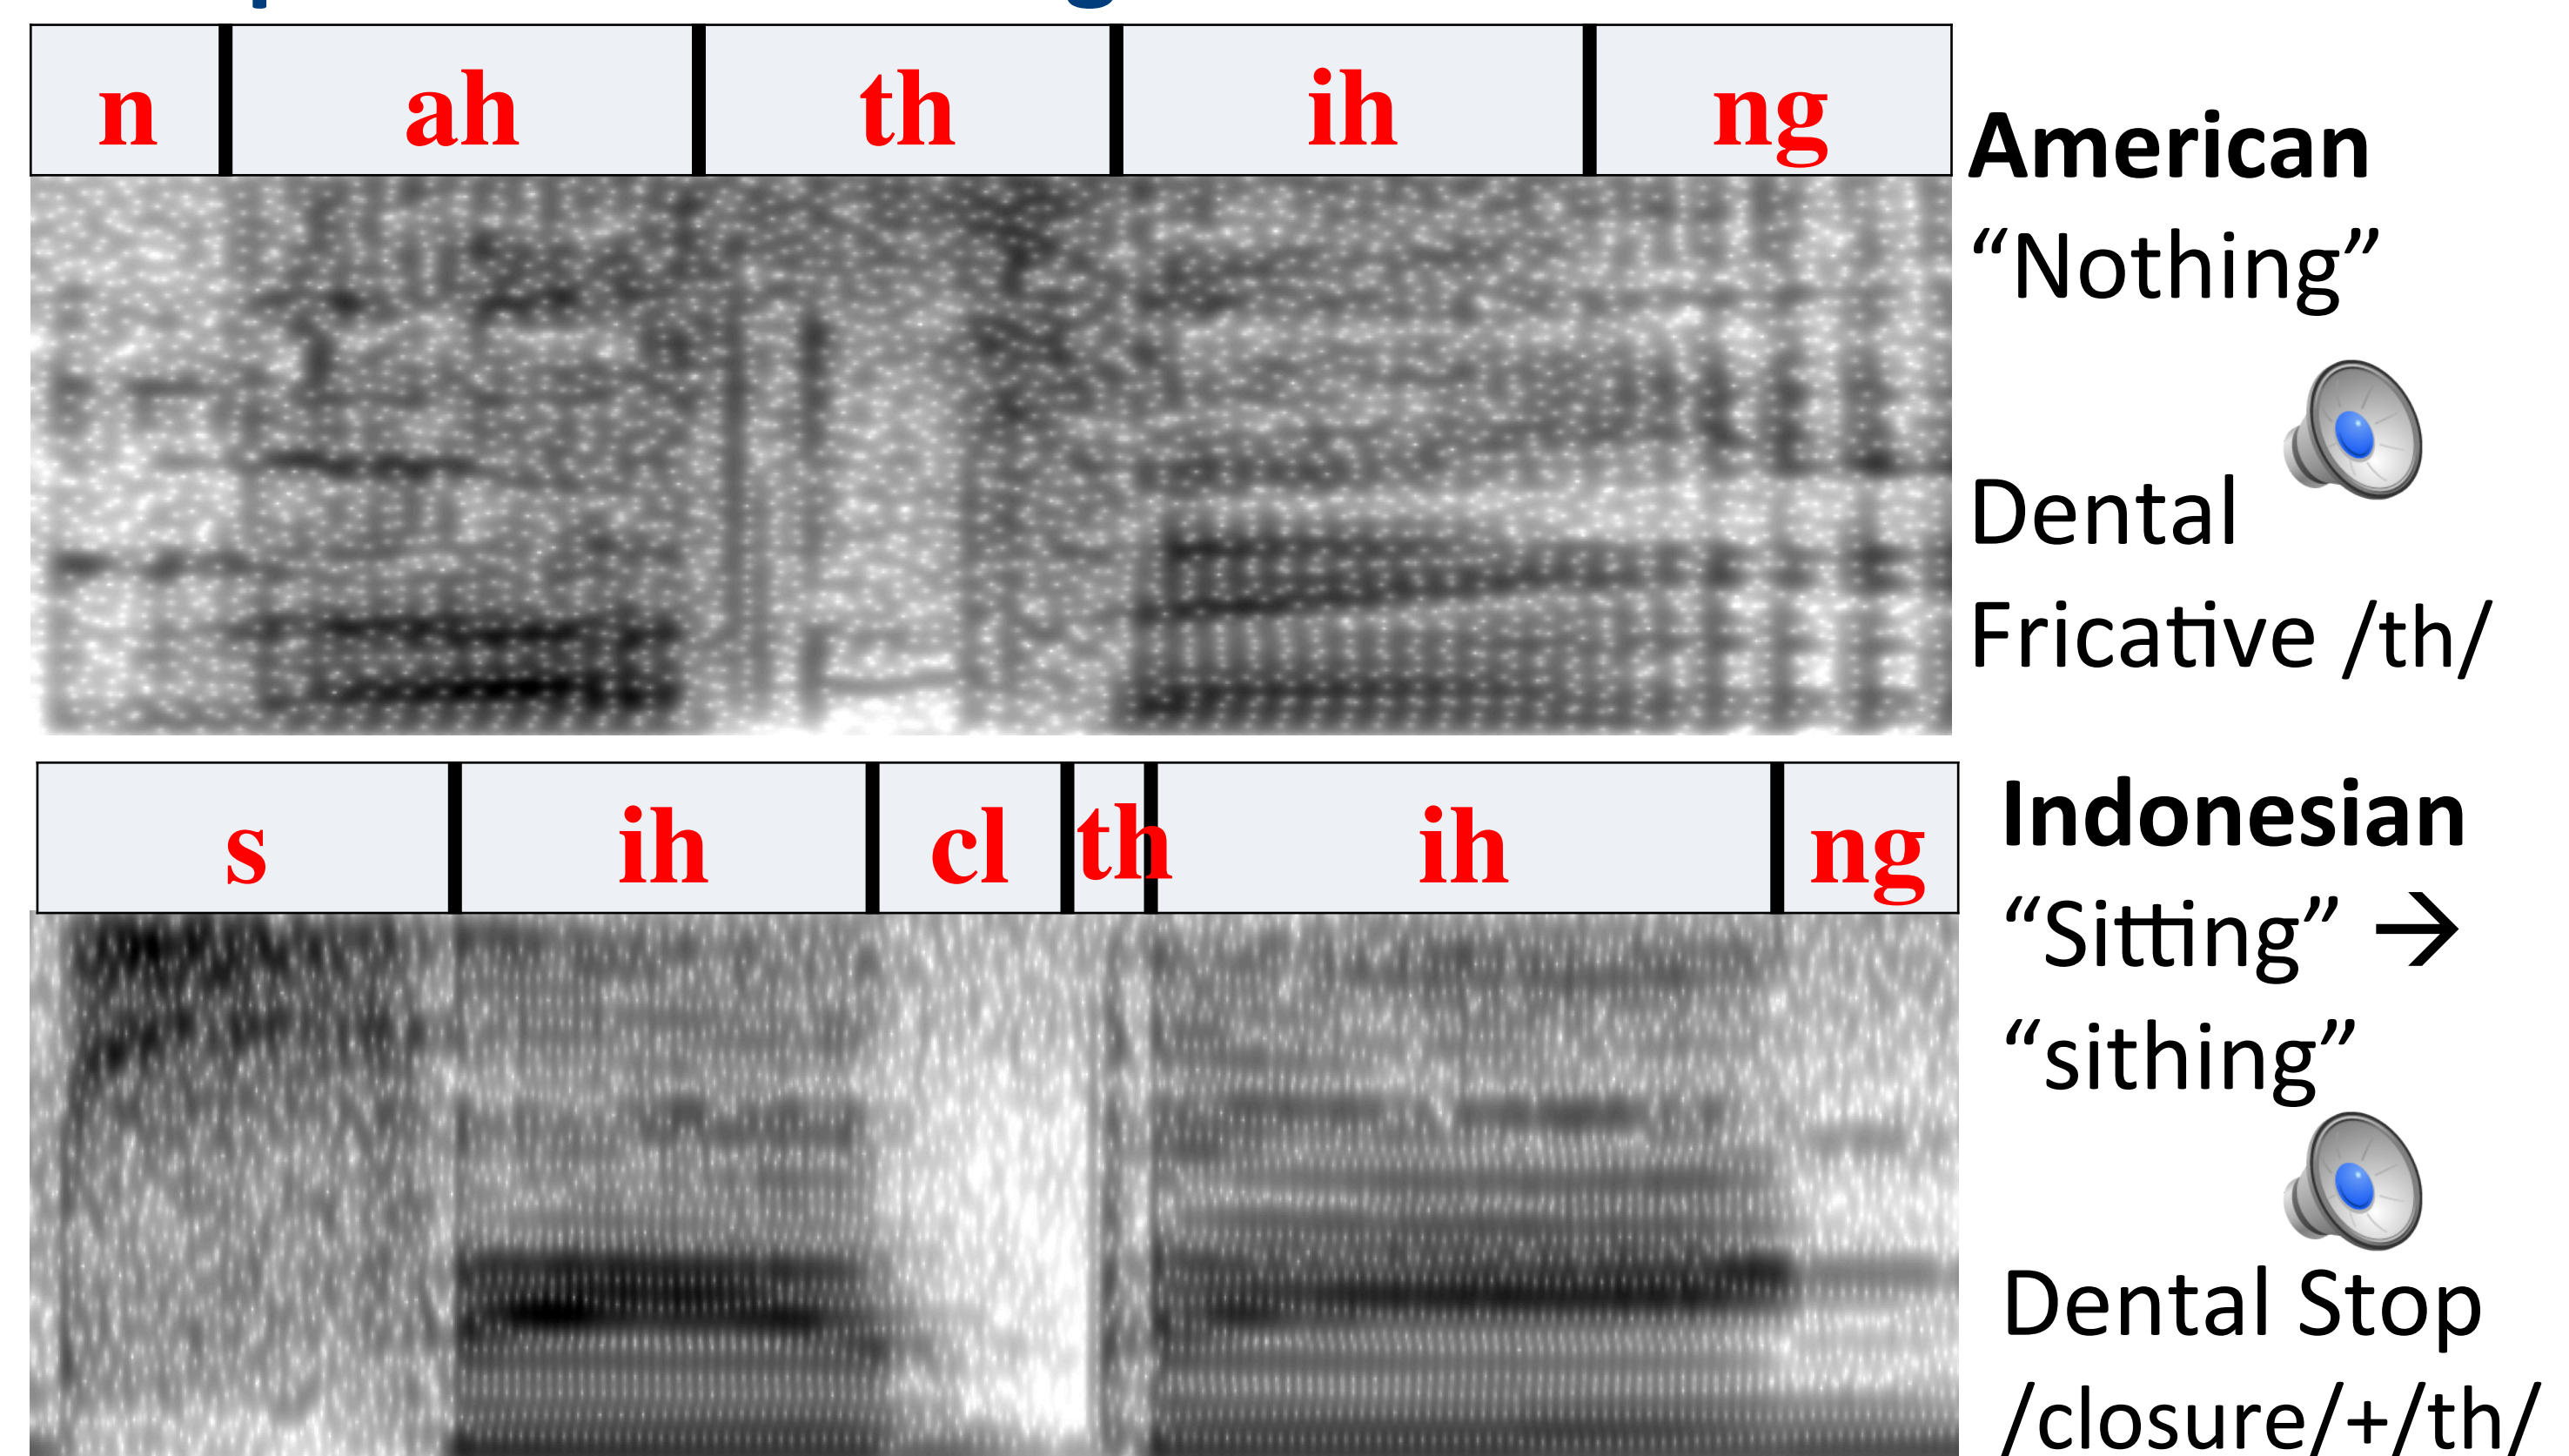 n ah th ih ng
American
“Nothing”
Dental
Fricative /th/
s ih cl th ih ng
Indonesian
“Sitting” →
“sithing”
Dental Stop
/closure/+/th/